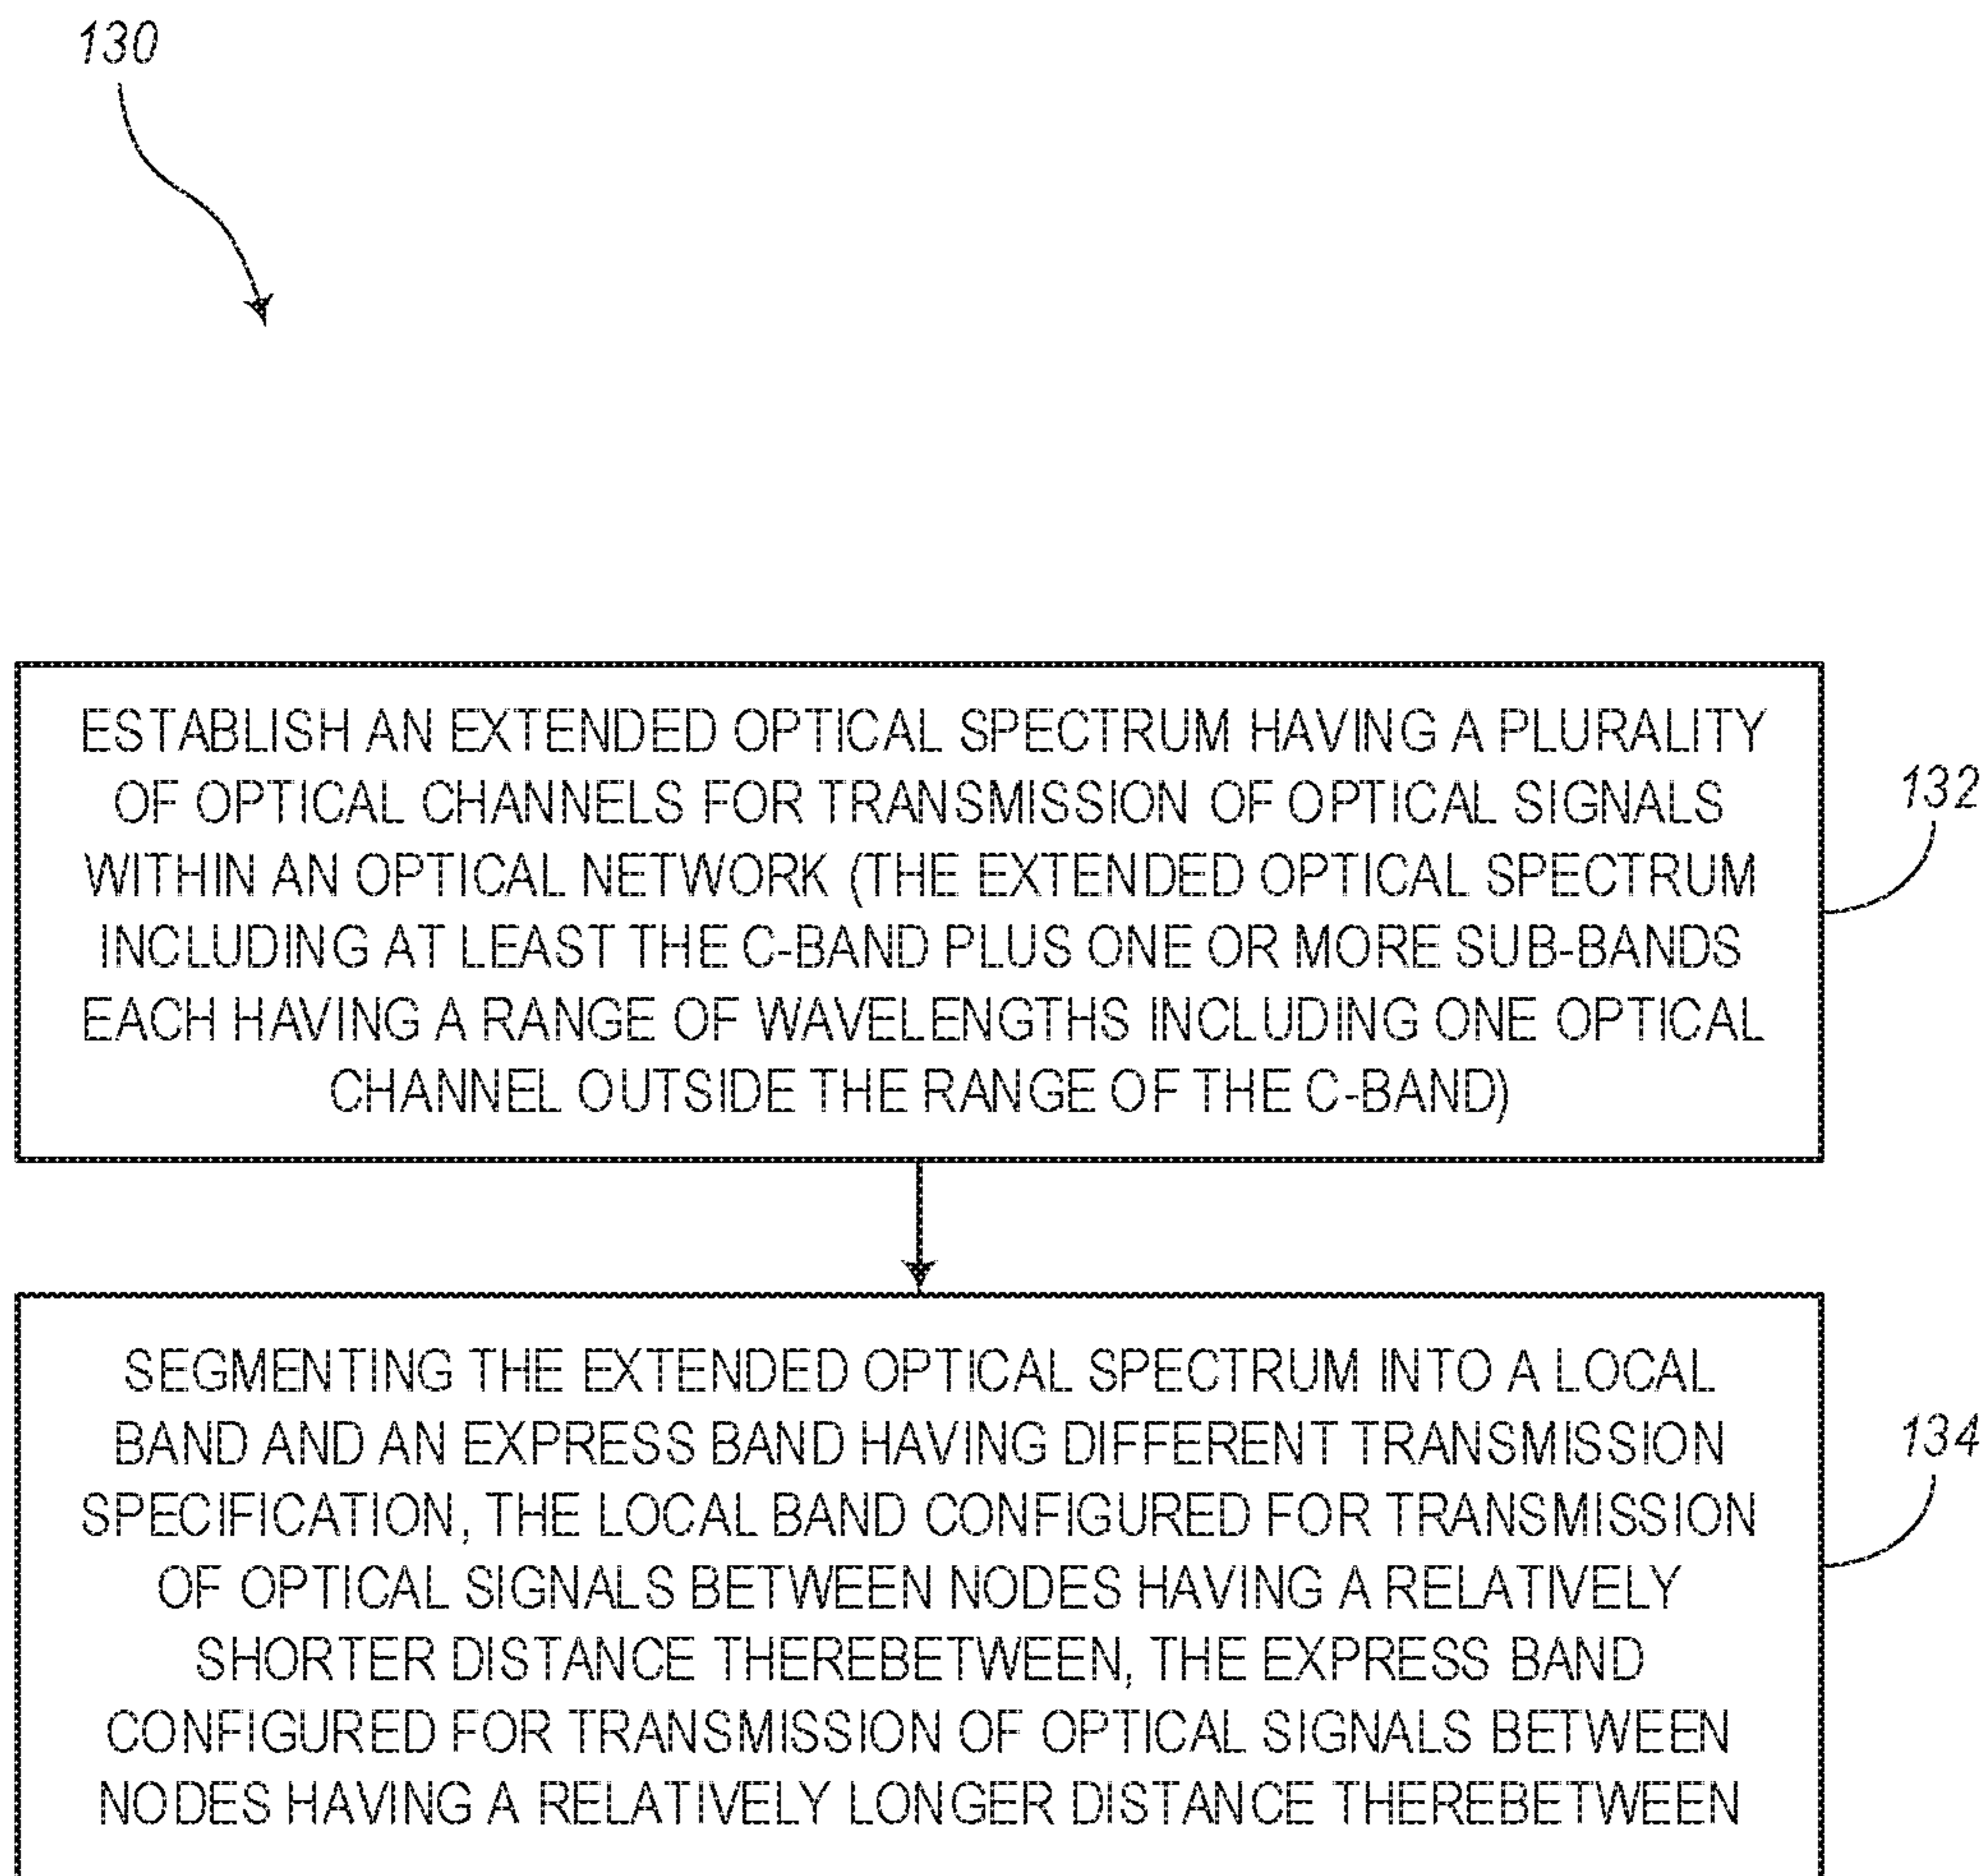 130
ESTABLISH AN EXTENDED OPTICAL SPECTRUM HAVING A PLURALITY
OF OPTICAL CHANNELS FOR TRANSMISSION OF OPTICAL SIGNALS
WITHIN AN OPTICAL NETWORK (THE EXTENDED OPTICAL SPECTRUM
INCLUDING AT LEAST THE C-BAND PLUS ONE OR MORE SUB-BANDS
EACH HAVING A RANGE OF WAVELENGTHS INCLUDING ONE OPTICAL
CHANNEL OUTSIDE THE RANGE OF THE C-BAND)
132
SEGMENTING THE EXTENDED OPTICAL SPECTRUM INTO A LOCAL
BAND AND AN EXPRESS BAND HAVING DIFFERENT TRANSMISSION
SPECIFICATION, THE LOCAL BAND CONFIGURED FOR TRANSMISSION
OF OPTICAL SIGNALS BETWEEN NODES HAVING A RELATIVELY
SHORTER DISTANCE THEREBETWEEN, THE EXPRESS BAND
CONFIGURED FOR TRANSMISSION OF OPTICAL SIGNALS BETWEEN
NODES HAVING A RELATIVELY LONGER DISTANCE THEREBETWEEN
134